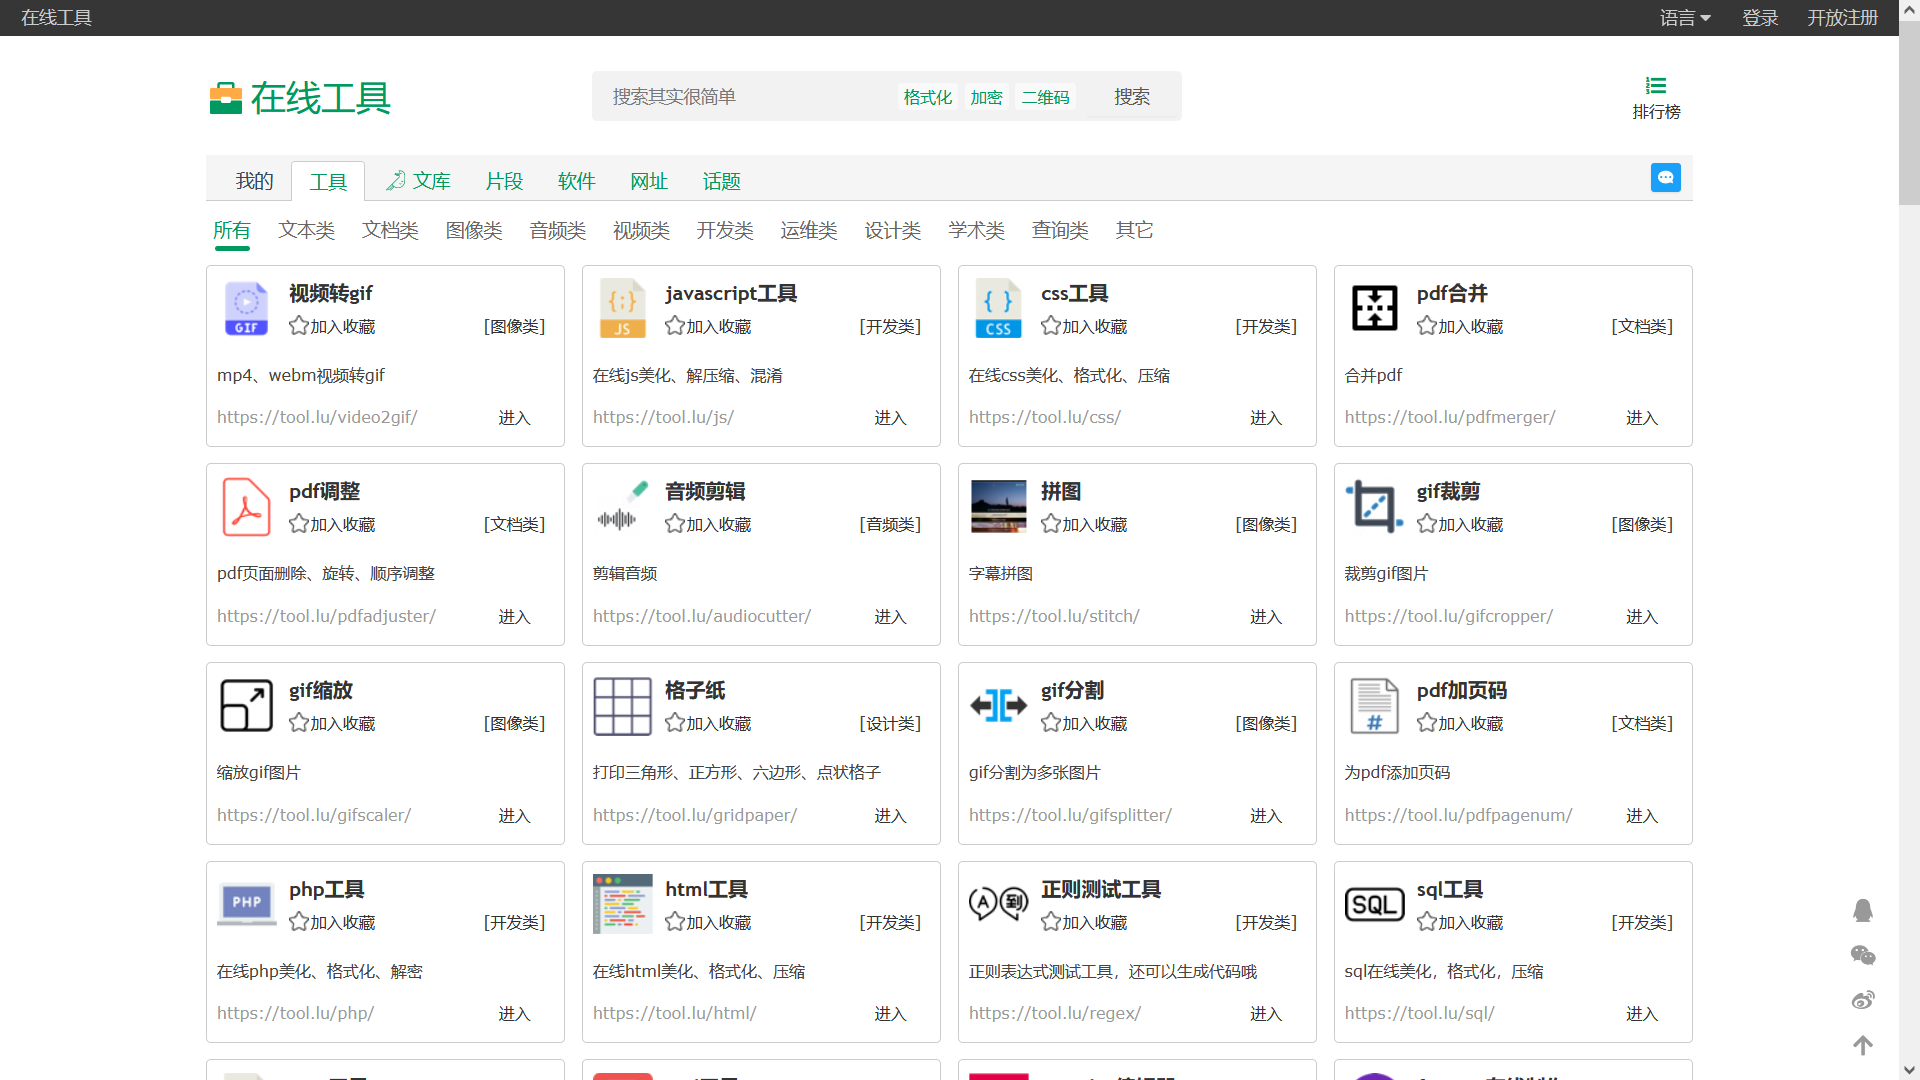 在线工具
语言
登录
开放注册
在线工具
搜索其实很简单
格式化
加密
二维码
搜索
排行榜
我的
工具
文库
片段
软件
网址
话题
所有
文本类
文档类
图像类
音频类
视频类
开发类
运维类
设计类
学术类
查询类
其它
GIF
视频转gif
加入收藏
[图像类]
mp4、webm视频转gif
https://tool.lu/video2gif/
进入
JS
javascript工具
加入收藏
[开发类]
在线js美化、解压缩、混淆
https://tool.lu/js/
进入
CSS
css工具
加入收藏
[开发类]
在线css美化、格式化、压缩
https://tool.lu/css/
进入
pdf合并
加入收藏
[文档类]
合并pdf
https://tool.lu/pdfmerger/
进入
pdf调整
加入收藏
[文档类]
pdf页面删除、旋转、顺序调整
https://tool.lu/pdfadjuster/
进入
音频剪辑
加入收藏
[音频类]
剪辑音频
https://tool.lu/audiocutter/
进入
拼图
加入收藏
[图像类]
字幕拼图
https://tool.lu/stitch/
进入
gif裁剪
加入收藏
[图像类]
裁剪gif图片
https://tool.lu/gifcropper/
进入
gif缩放
加入收藏
[图像类]
缩放gif图片
https://tool.lu/gifscaler/
进入
格子纸
加入收藏
[设计类]
打印三角形、正方形、六边形、点状格子
https://tool.lu/gridpaper/
进入
gif分割
加入收藏
[图像类]
gif分割为多张图片
https://tool.lu/gifsplitter/
进入
#
pdf加页码
加入收藏
[文档类]
为pdf添加页码
https://tool.lu/pdfpagenum/
进入
PHP
php工具
加入收藏
[开发类]
在线php美化、格式化、解密
https://tool.lu/php/
进入
html工具
加入收藏
[开发类]
在线html美化、格式化、压缩
https://tool.lu/html/
进入
A 到
正则测试工具
加入收藏
[开发类]
正则表达式测试工具，还可以生成代码哦
https://tool.lu/regex/
进入
SQL
sql工具
加入收藏
[开发类]
sql在线美化，格式化，压缩
https://tool.lu/sql/
进入